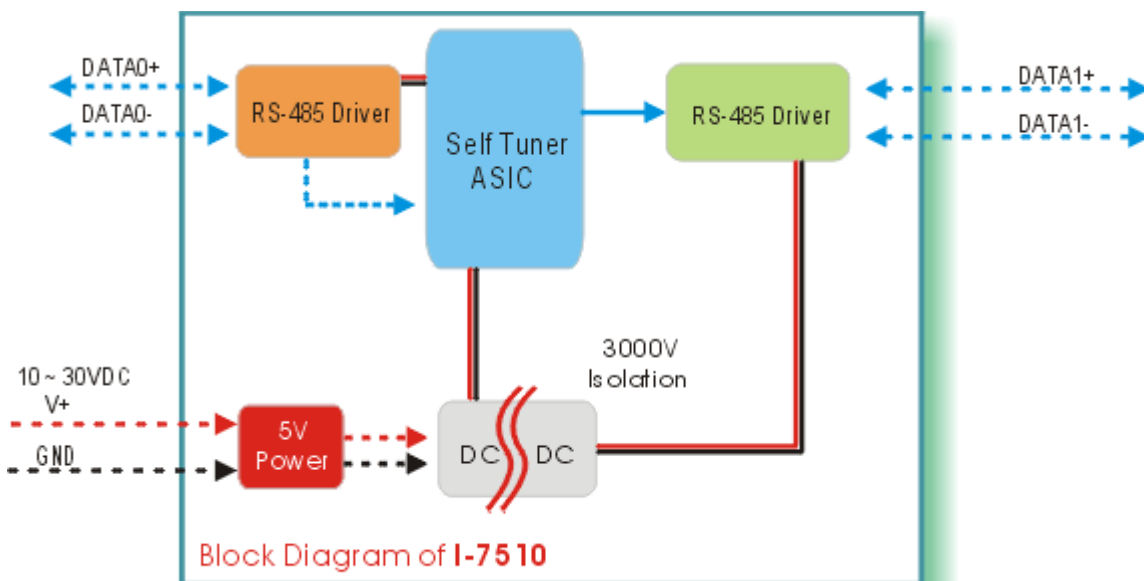 DATA0+
DATA0-
RS-485 Driver
Self Tuner
ASIC
RS-485 Driver
DATA1+
DATA1-
3000V
Isolation
10 ~ 30VDC
V+
GND
5V
Power
DC
DC
Block Diagram of I-7510